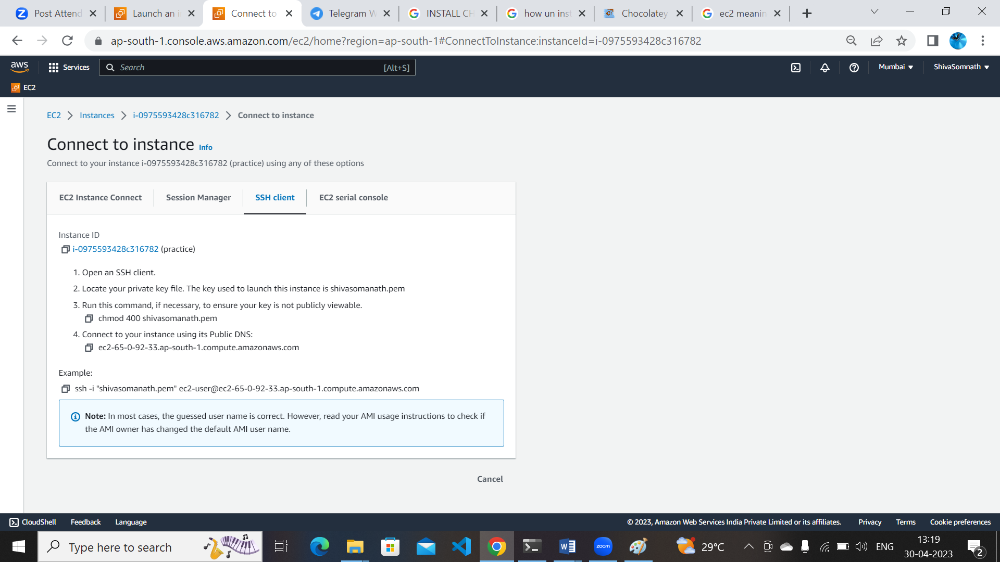 Post Attend
Launch an i
Connect to
Telegram W
INSTALL CH
how un inst
Chocolatey
ec2 meanin
ap-south-1.console.aws.amazon.com/ec2/home?region=ap-south-1#ConnectToInstance:instanceId=i-0975593428c316782
aws
Services
Search
[Alt+S]
Mumbai
ShivaSomnath
EC2
EC2
Instances
i-0975593428c316782
Connect to instance
Connect to instance Info
Connect to your instance i-0975593428c316782 (practice) using any of these options
EC2 Instance Connect
Session Manager
SSH client
EC2 serial console
Instance ID
i-0975593428c316782 (practice)
1. Open an SSH client.
2. Locate your private key file. The key used to launch this instance is shivasomanath.pem
3. Run this command, if necessary, to ensure your key is not publicly viewable.
chmod 400 shivasomanath.pem
4. Connect to your instance using its Public DNS:
ec2-65-0-92-33.ap-south-1.compute.amazonaws.com
Example:
ssh -i "shivasomanath.pem" ec2-user@ec2-65-0-92-33.ap-south-1.compute.amazonaws.com
Note: In most cases, the guessed user name is correct. However, read your AMI usage instructions to check if
the AMI owner has changed the default AMI user name.
Cancel
CloudShell
Feedback
Language
© 2023, Amazon Web Services India Private Limited or its affiliates.
Privacy
Terms
Cookie preferences
Type here to search
zoom
29°C
ENG
13:19
30-04-2023
2